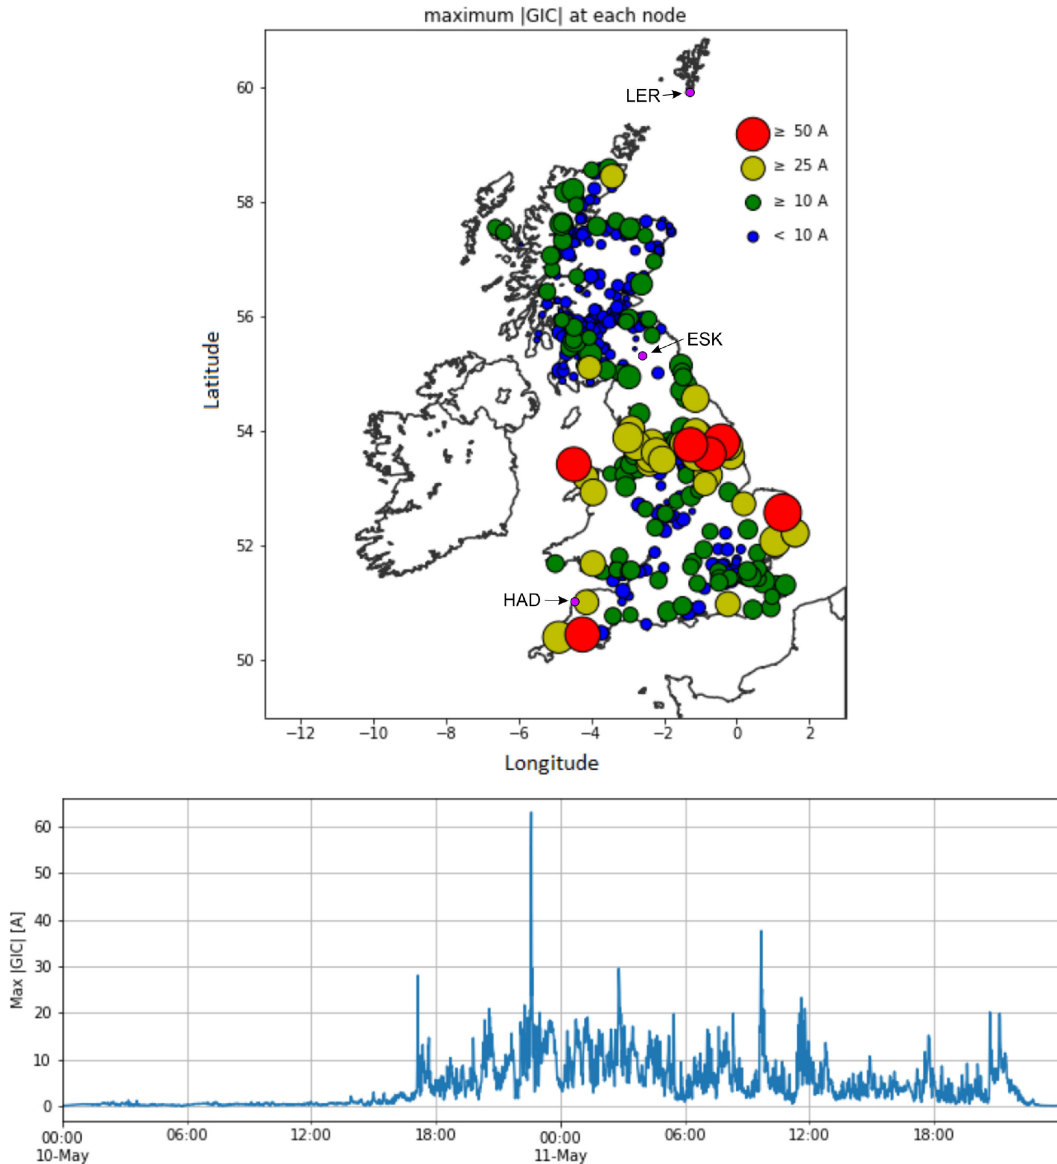 maximum |GIC| at each node
60
58
56
54
52
50
Latitude
LER
ESK
HAD
≥ 50 A
≥ 25 A
≥ 10 A
< 10 A
−12 −10 −8 −6 −4 −2 0 2
Longitude
60
50
40
30
20
10
0
Max |GIC| [A]
00:00 06:00 12:00 18:00 00:00 06:00 12:00 18:00
10-May 11-May